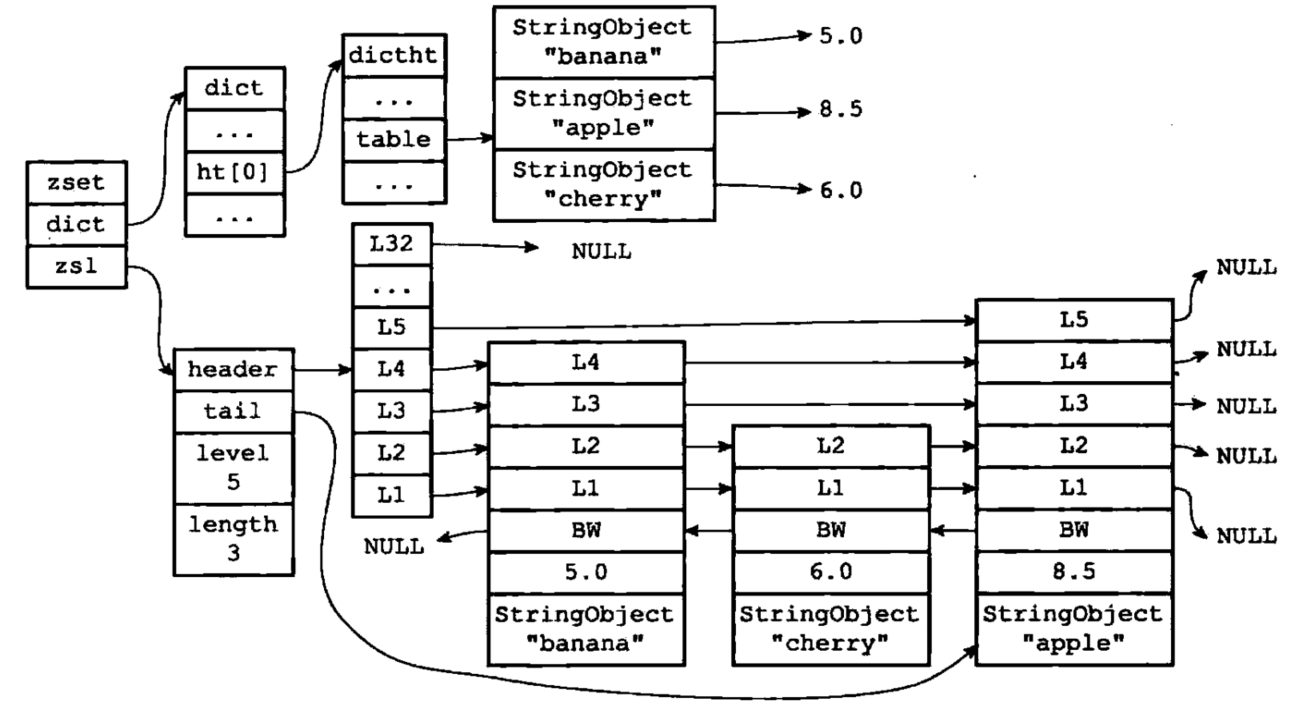 zset
dict
zsl
dict
...
ht[0]
...
dictht
...
table
...
StringObject
"banana"
StringObject
"apple"
StringObject
"cherry"
5.0
8.5
6.0
header
tail
level
5
length
3
L32
...
L5
L4
L3
L2
L1
NULL
NULL
L4
L3
L2
L1
BW
5.0
StringObject
"banana"
L2
L1
BW
6.0
StringObject
"cherry"
L5
L4
L3
L2
L1
BW
8.5
StringObject
"apple"
NULL
NULL
NULL
NULL
NULL